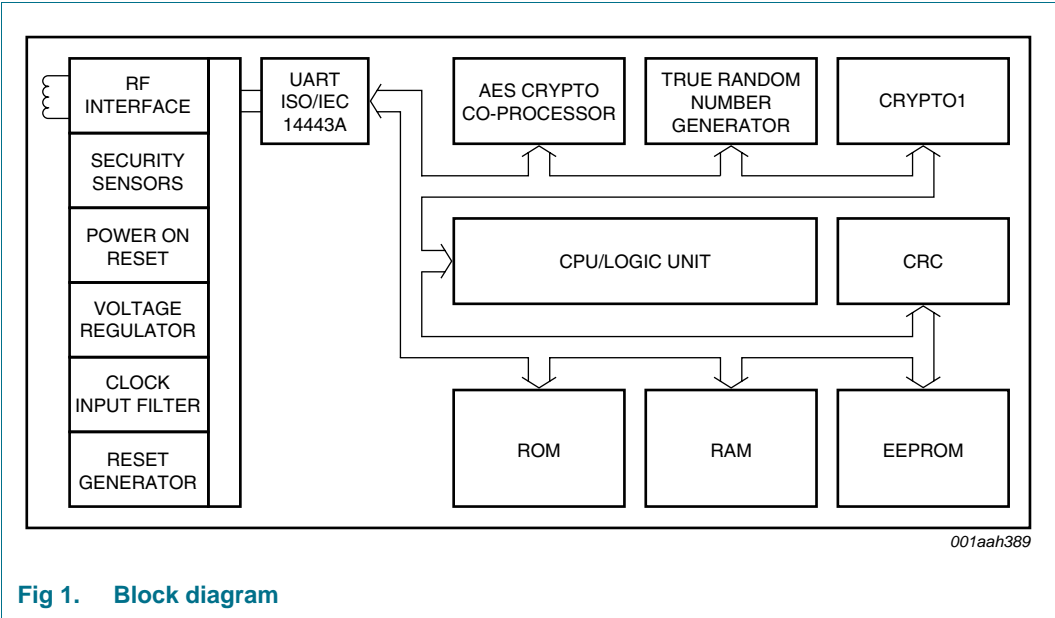 RF
INTERFACE
SECURITY
SENSORS
POWER ON
RESET
VOLTAGE
REGULATOR
CLOCK
INPUT FILTER
RESET
GENERATOR
UART
ISO/IEC
14443A
AES CRYPTO
CO-PROCESSOR
TRUE RANDOM
NUMBER
GENERATOR
CRYPTO1
CPU/LOGIC UNIT
CRC
ROM
RAM
EEPROM
001aah389
Fig 1. Block diagram